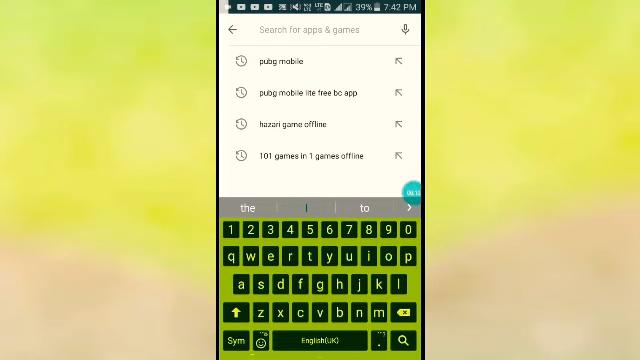 LTE 39% 7:42 PM
Search for apps & games
pubg mobile
pubg mobile lite free bc app
hazari game offline
101 games in 1 games offline
the I to
1 2 3 4 5 6 7 8 9 0
q w e r t y u i o p
a s d f g h j k l
z x c v b n m
Sym English(UK) .